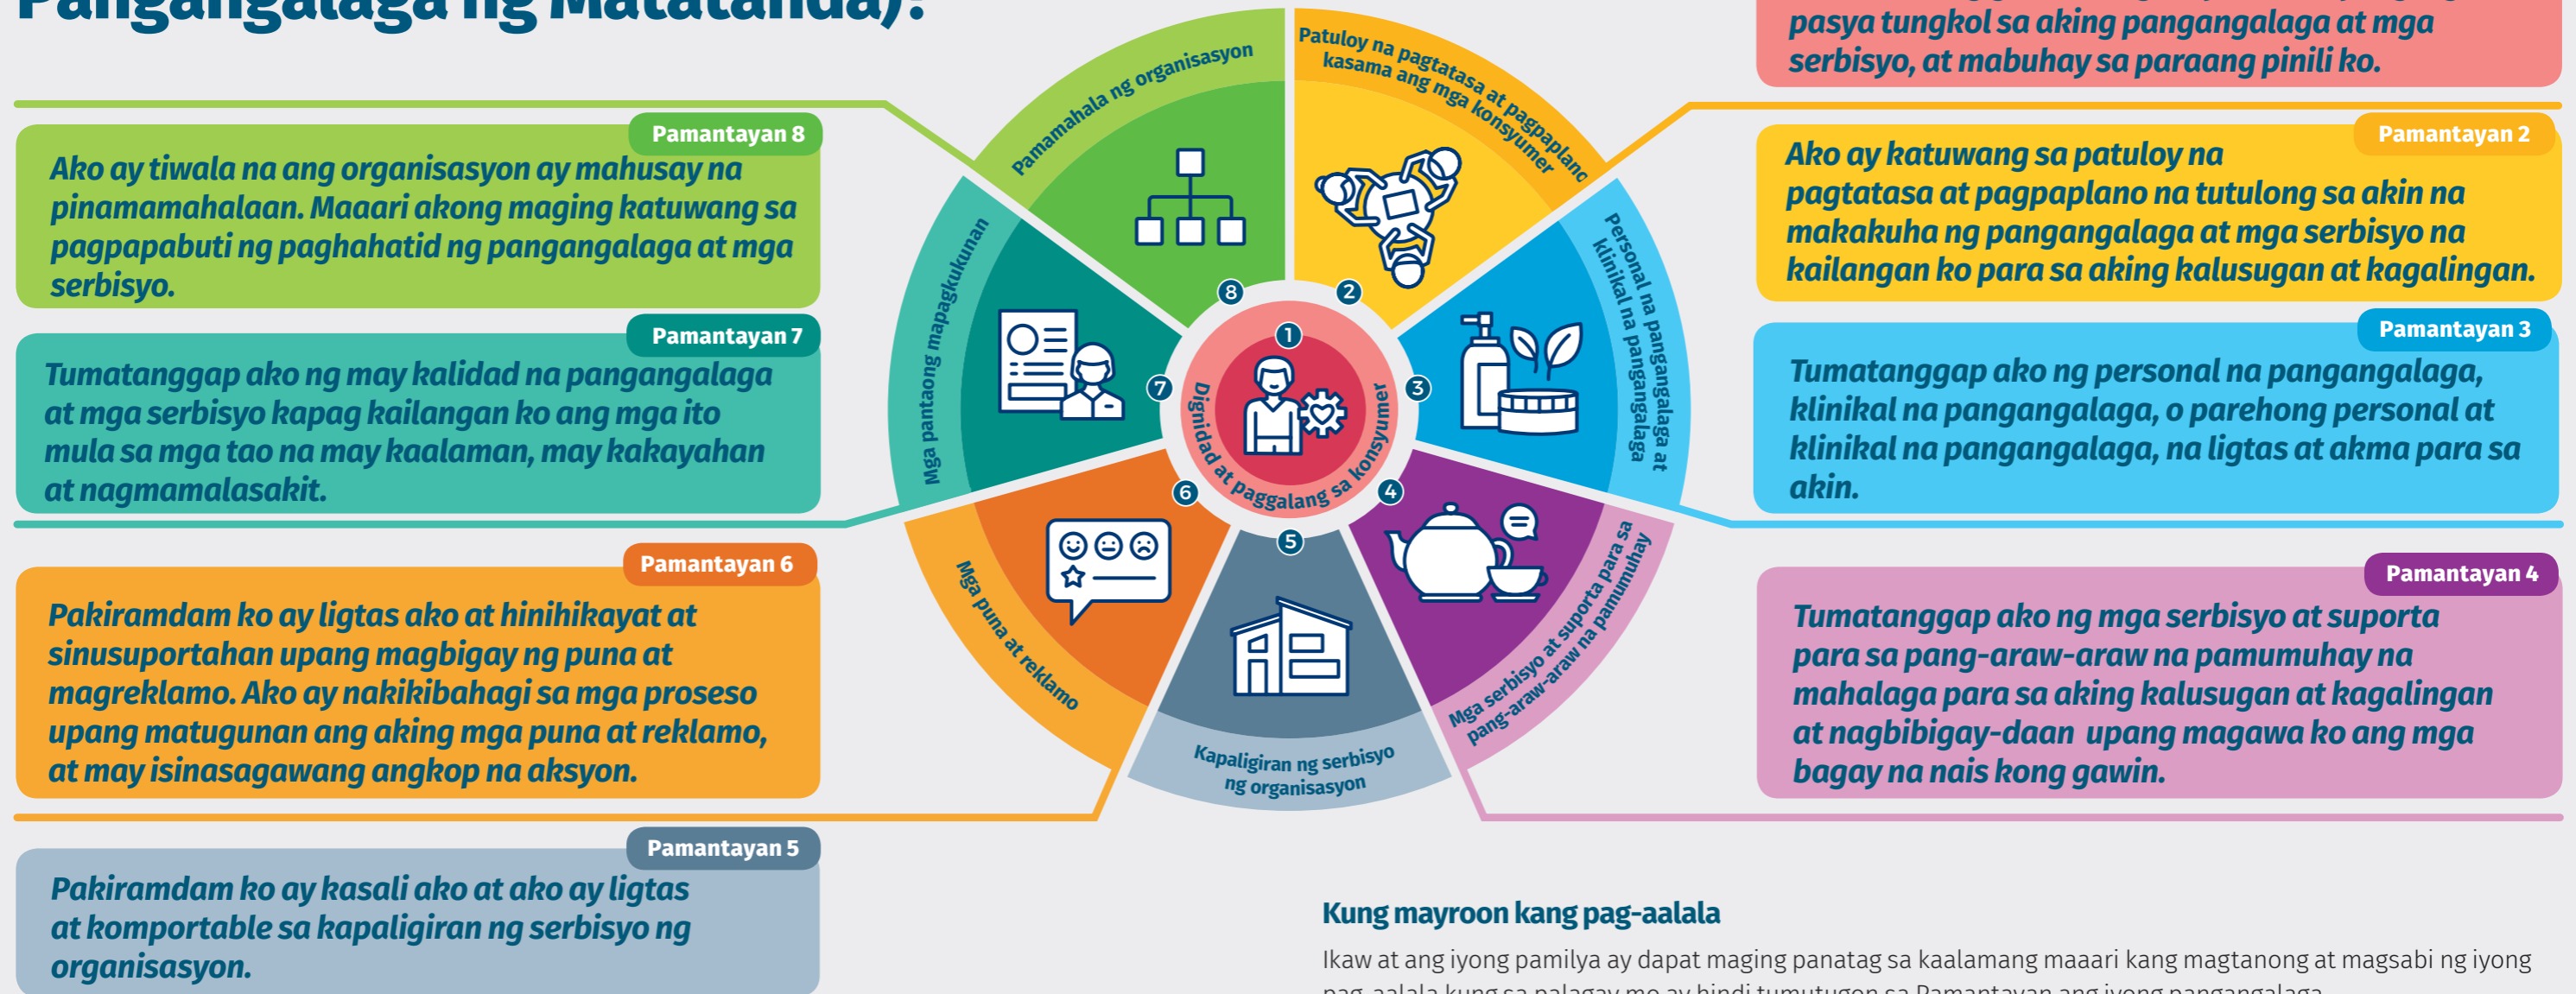 Pangangalaga ng Matatanda)?
pasya tungkol sa aking pangangalaga at mga
serbisyo, at mabuhay sa paraang pinili ko.
Pamantayan 8
Ako ay tiwala na ang organisasyon ay mahusay na
pinamamahalaan. Maaari akong maging katuwang sa
pagpapabuti ng paghahatid ng pangangalaga at mga
serbisyo.
Pamantayan 7
Tumatanggap ako ng may kalidad na pangangalaga
at mga serbisyo kapag kailangan ko ang mga ito
mula sa mga tao na may kaalaman, may kakayahan
at nagmamalasakit.
Pamantayan 6
Pakiramdam ko ay ligtas ako at hinihikayat at
sinusuportahan upang magbigay ng puna at
magreklamo. Ako ay nakikibahagi sa mga proseso
upang matugunan ang aking mga puna at reklamo,
at may isinasagawang angkop na aksyon.
Pamantayan 5
Pakiramdam ko ay kasali ako at ako ay ligtas
at komportable sa kapaligiran ng serbisyo ng
organisasyon.
Pamamahala ng organisasyon
8
Patuloy na pagtatasa at pagpaplano
kasama ang mga konsyumer
2
Personal na pangangalaga at
klinikal na pangangalaga
3
Mga serbisyo at suporta para sa
pang-araw-araw na pamumuhay
4
Kapaligiran ng serbisyo
ng organisasyon
5
Mga puna at reklamo
6
Mga pantaong mapagkukunan
7
1
Dignidad at paggalang sa konsyumer
Pamantayan 2
Ako ay katuwang sa patuloy na
pagtatasa at pagpaplano na tutulong sa akin na
makakuha ng pangangalaga at mga serbisyo na
kailangan ko para sa aking kalusugan at kagalingan.
Pamantayan 3
Tumatanggap ako ng personal na pangangalaga,
klinikal na pangangalaga, o parehong personal at
klinikal na pangangalaga, na ligtas at akma para sa
akin.
Pamantayan 4
Tumatanggap ako ng mga serbisyo at suporta
para sa pang-araw-araw na pamumuhay na
mahalaga para sa aking kalusugan at kagalingan
at nagbibigay-daan upang magawa ko ang mga
bagay na nais kong gawin.
Kung mayroon kang pag-aalala
Ikaw at ang iyong pamilya ay dapat maging panatag sa kaalamang maaari kang magtanong at magsabi ng iyong
pag-aalala kung sa palagay mo ay hindi tumutugon sa Pamantayan ang iyong pangangalaga